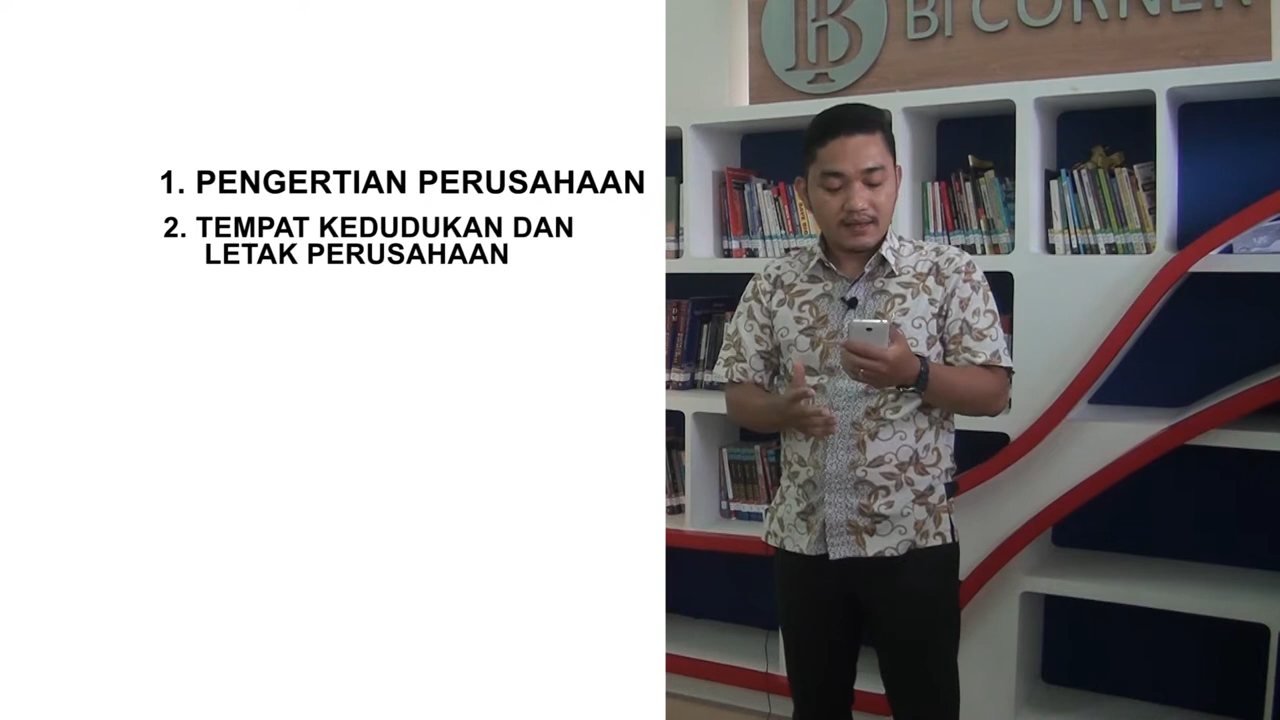 1. PENGERTIAN PERUSAHAAN
2. TEMPAT KEDUDUKAN DAN
LETAK PERUSAHAAN
BI CORNER